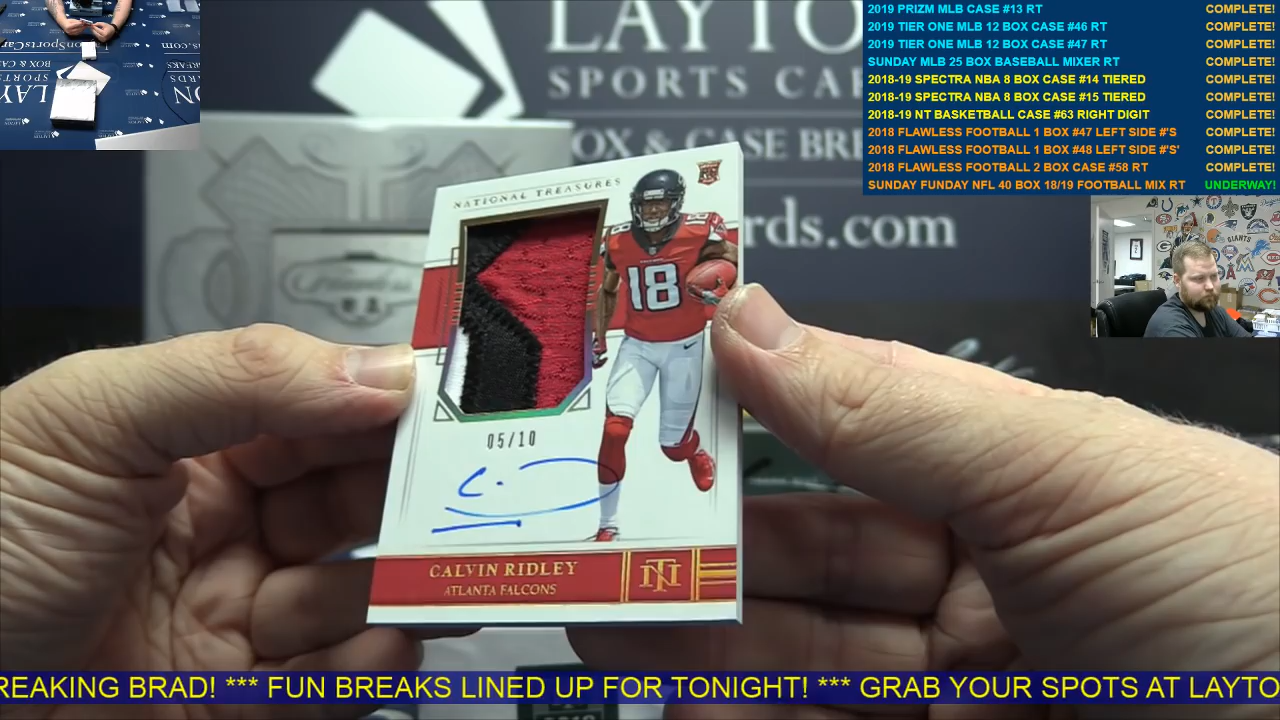 LAYTO
SPORTS CA
OX & CASE BRE
rds.com
2019 PRIZM MLB CASE #13 RT COMPLETE!
2019 TIER ONE MLB 12 BOX CASE #46 RT COMPLETE!
2019 TIER ONE MLB 12 BOX CASE #47 RT COMPLETE!
SUNDAY MLB 25 BOX BASEBALL MIXER RT COMPLETE!
2018-19 SPECTRA NBA 8 BOX CASE #14 TIERED COMPLETE!
2018-19 SPECTRA NBA 8 BOX CASE #15 TIERED COMPLETE!
2018-19 NT BASKETBALL CASE #63 RIGHT DIGIT COMPLETE!
2018 FLAWLESS FOOTBALL 1 BOX #47 LEFT SIDE #'S COMPLETE!
2018 FLAWLESS FOOTBALL 1 BOX #48 LEFT SIDE #'S' COMPLETE!
2018 FLAWLESS FOOTBALL 2 BOX CASE #58 RT COMPLETE!
SUNDAY FUNDAY NFL 40 BOX 18/19 FOOTBALL MIX RT UNDERWAY!
GIANTS
NATIONAL TREASURES
18
18
05/10
CALVIN RIDLEY
ATLANTA FALCONS
NT
REAKING BRAD! *** FUN BREAKS LINED UP FOR TONIGHT! *** GRAB YOUR SPOTS AT LAYTO